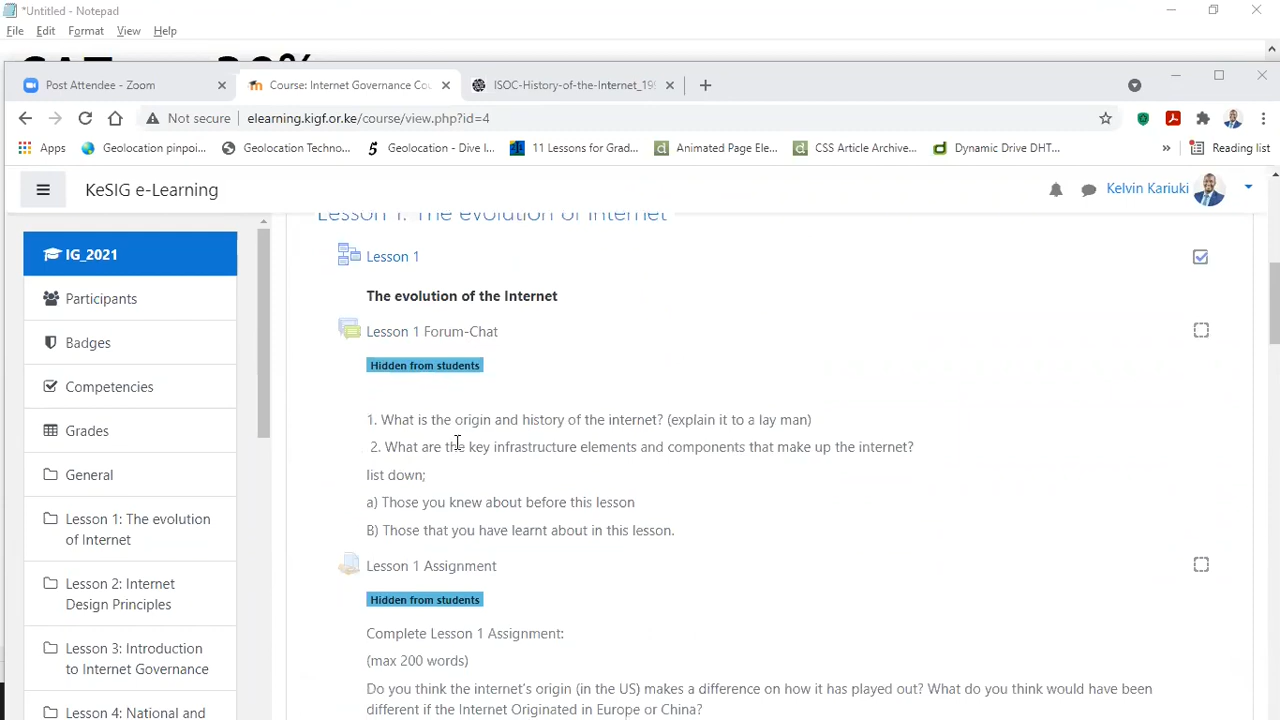 *Untitled - Notepad
File Edit Format View Help
Post Attendee - Zoom
Course: Internet Governance Cou
ISOC-History-of-the-Internet_199
Not secure elearning.kigf.or.ke/course/view.php?id=4
Apps Geolocation pinpoi... Geolocation Techno... Geolocation - Dive I... 11 Lessons for Grad... Animated Page Ele... CSS Article Archive... Dynamic Drive DHT... » Reading list
KeSIG e-Learning
Kelvin Kariuki
IG_2021
Participants
Badges
Competencies
Grades
General
Lesson 1: The evolution
of Internet
Lesson 2: Internet
Design Principles
Lesson 3: Introduction
to Internet Governance
Lesson 4: National and
Lesson 1: The evolution of Internet
Lesson 1
The evolution of the Internet
Lesson 1 Forum-Chat
Hidden from students
1. What is the origin and history of the internet? (explain it to a lay man)
2. What are the key infrastructure elements and components that make up the internet?
list down;
a) Those you knew about before this lesson
B) Those that you have learnt about in this lesson.
Lesson 1 Assignment
Hidden from students
Complete Lesson 1 Assignment:
(max 200 words)
Do you think the internet's origin (in the US) makes a difference on how it has played out? What do you think would have been
different if the Internet Originated in Europe or China?